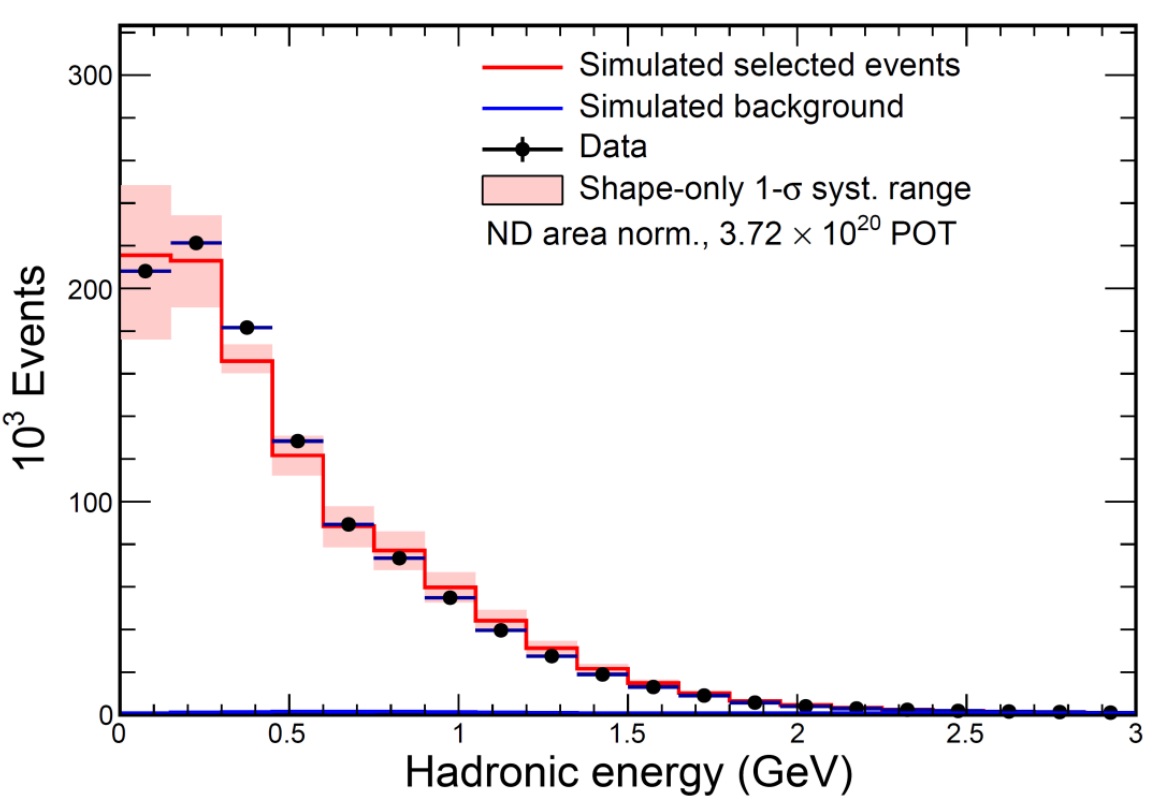 Simulated selected events
Simulated background
Data
Shape-only 1-σ syst. range
ND area norm., 3.72 × 10²⁰ POT
10³ Events
300
200
100
0
0 0.5 1 1.5 2 2.5 3
Hadronic energy (GeV)